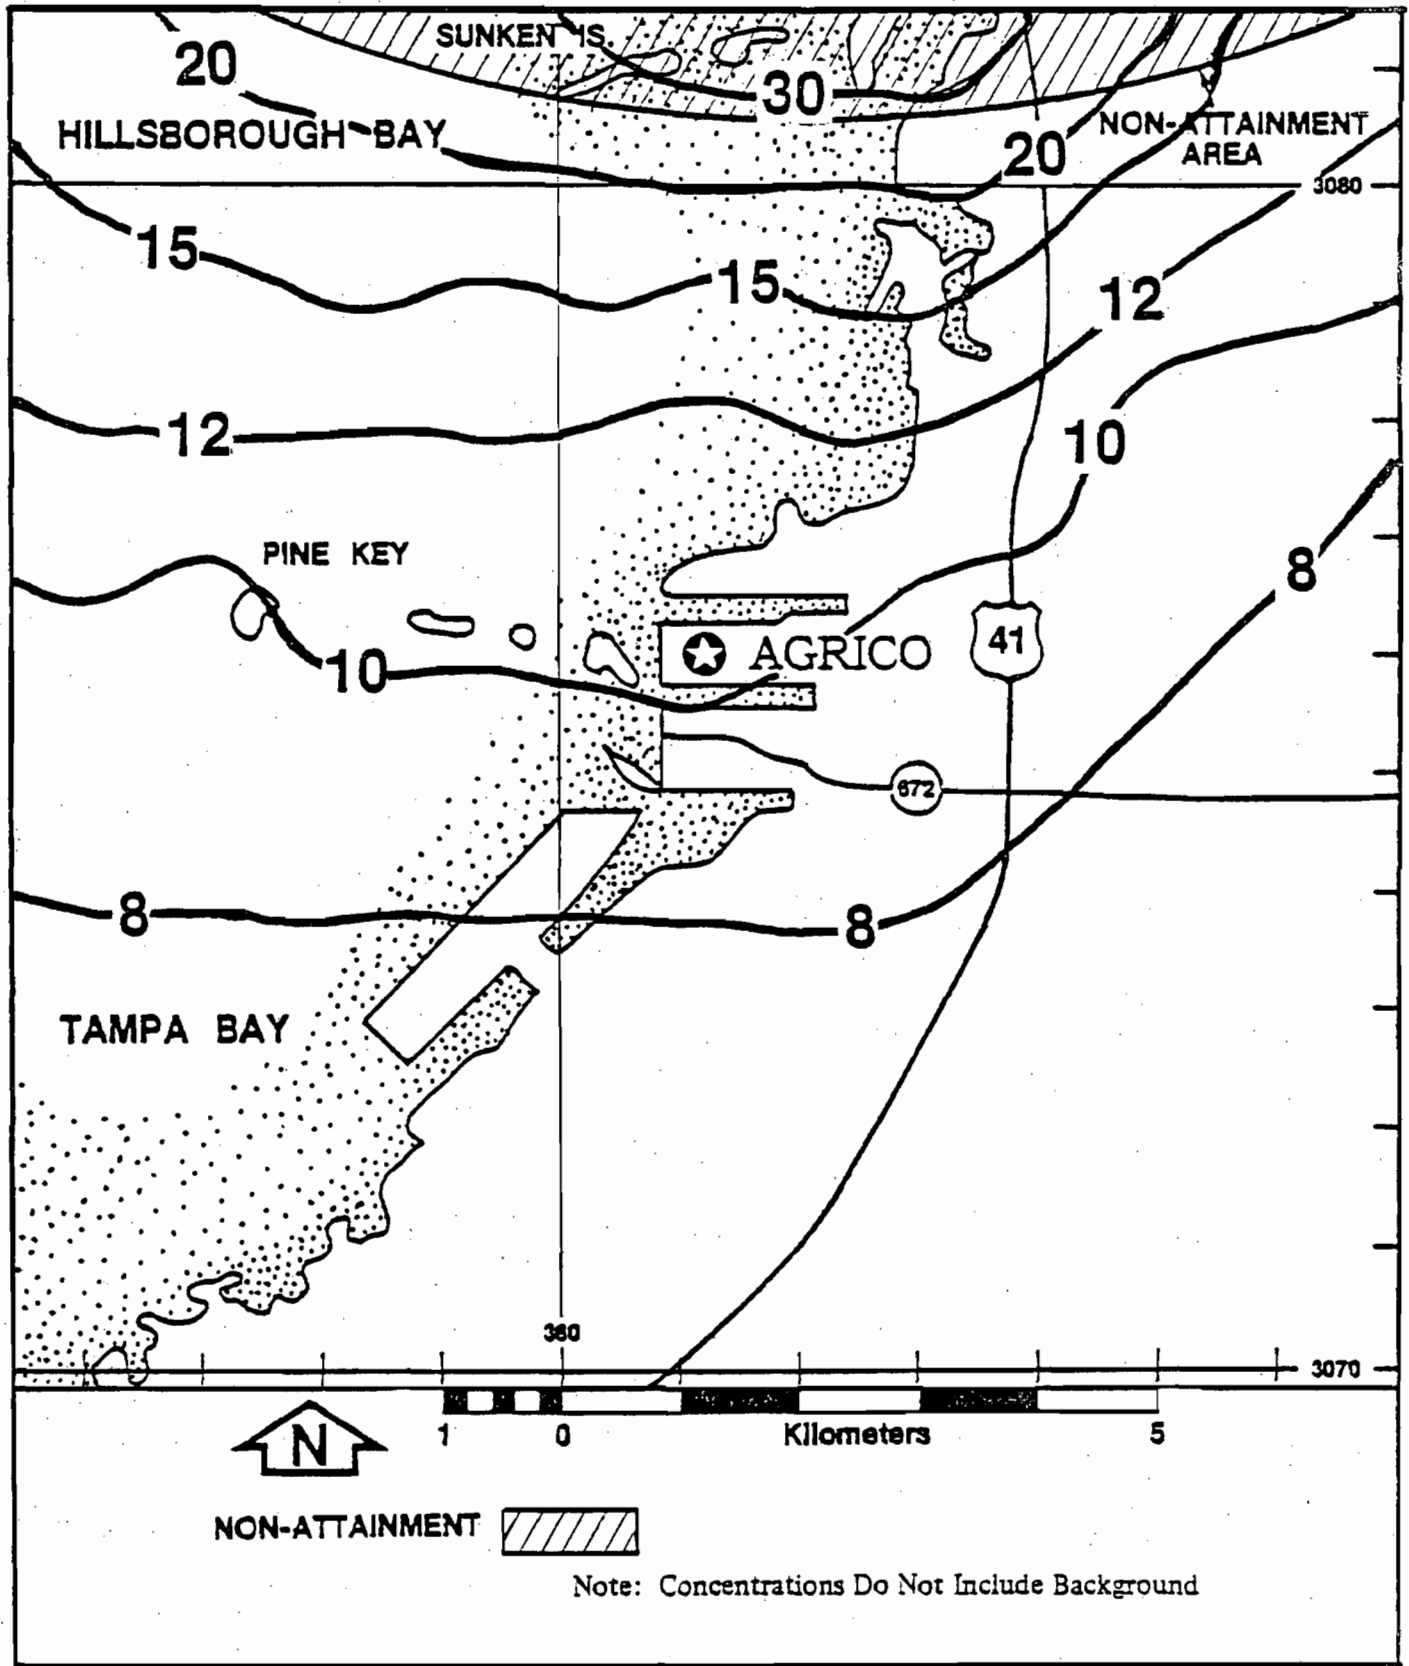 SUNKEN IS.
20
30
HILLSBOROUGH BAY
NON-ATTAINMENT
AREA
20
3080
15
15
12
12
10
PINE KEY
8
41
AGRICO
10
672
8
8
TAMPA BAY
360
3070
1 0 Kilometers 5
N
NON-ATTAINMENT
Note: Concentrations Do Not Include Background